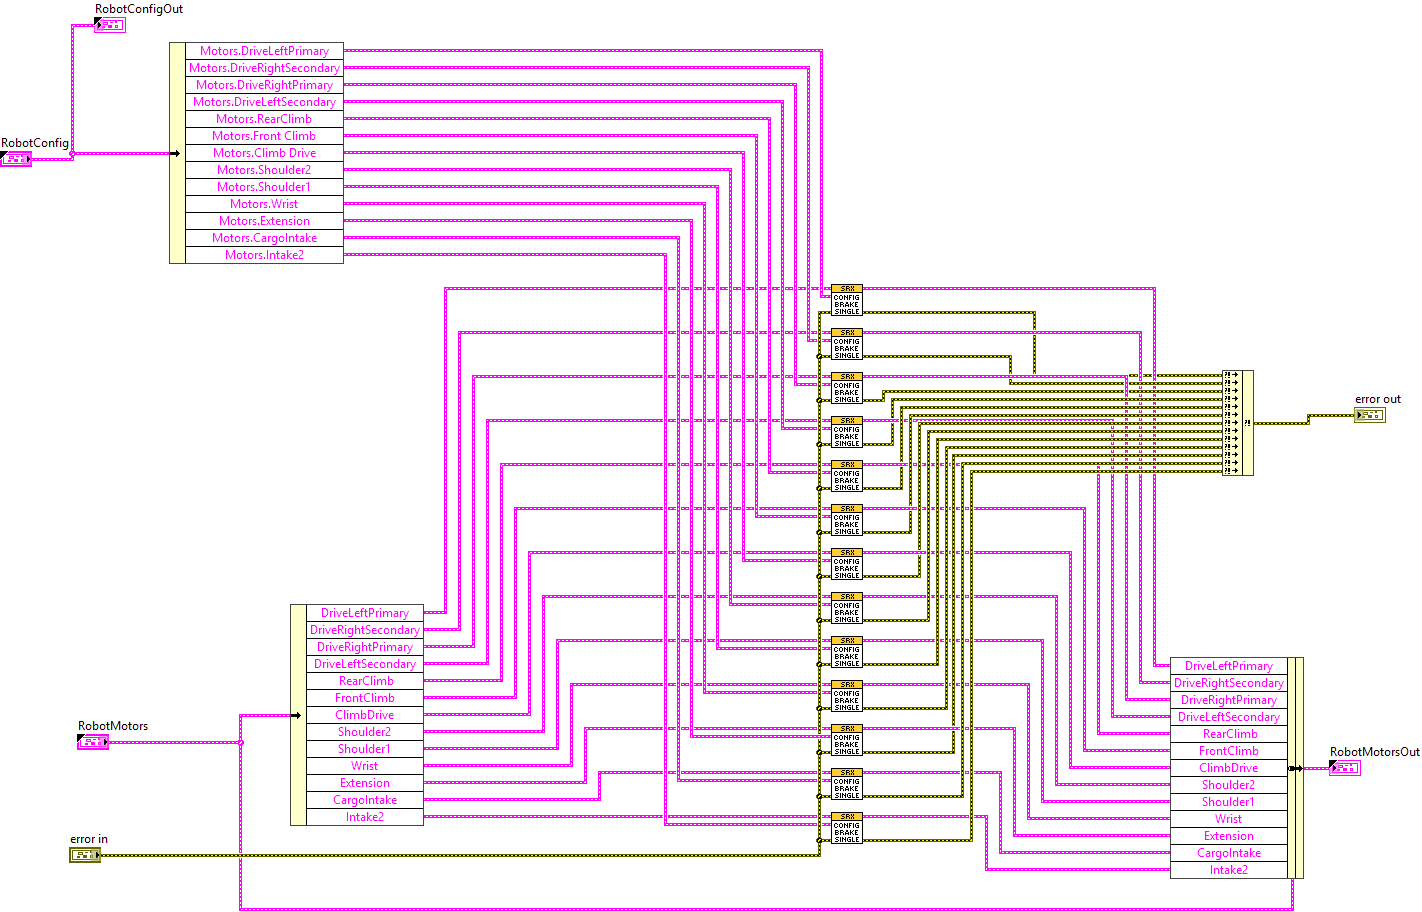 RobotConfigOut
RobotConfig
Motors.DriveLeftPrimary
Motors.DriveRightSecondary
Motors.DriveRightPrimary
Motors.DriveLeftSecondary
Motors.RearClimb
Motors.Front Climb
Motors.Climb Drive
Motors.Shoulder2
Motors.Shoulder1
Motors.Wrist
Motors.Extension
Motors.CargoIntake
Motors.Intake2
SRX
CONFIG
BRAKE
SINGLE
SRX
CONFIG
BRAKE
SINGLE
SRX
CONFIG
BRAKE
SINGLE
SRX
CONFIG
BRAKE
SINGLE
SRX
CONFIG
BRAKE
SINGLE
SRX
CONFIG
BRAKE
SINGLE
SRX
CONFIG
BRAKE
SINGLE
SRX
CONFIG
BRAKE
SINGLE
SRX
CONFIG
BRAKE
SINGLE
SRX
CONFIG
BRAKE
SINGLE
SRX
CONFIG
BRAKE
SINGLE
SRX
CONFIG
BRAKE
SINGLE
SRX
CONFIG
BRAKE
SINGLE
error out
RobotMotors
DriveLeftPrimary
DriveRightSecondary
DriveRightPrimary
DriveLeftSecondary
RearClimb
FrontClimb
ClimbDrive
Shoulder2
Shoulder1
Wrist
Extension
CargoIntake
Intake2
error in
DriveLeftPrimary
DriveRightSecondary
DriveRightPrimary
DriveLeftSecondary
RearClimb
FrontClimb
ClimbDrive
Shoulder2
Shoulder1
Wrist
Extension
CargoIntake
Intake2
RobotMotorsOut